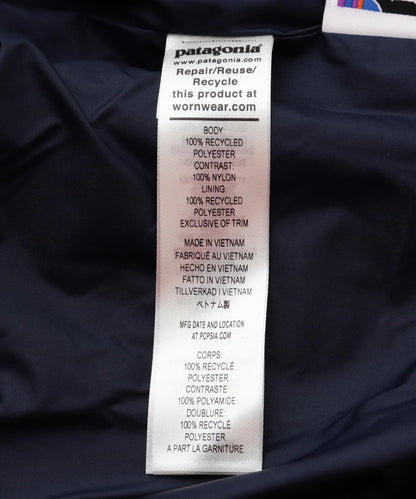 patagonia®
www.patagonia.com
Repair/Reuse/
Recycle
this product at
wornwear.com/
BODY:
100% RECYCLED
POLYESTER
CONTRAST:
100% NYLON
LINING:
100% RECYCLED
POLYESTER
EXCLUSIVE OF TRIM
MADE IN VIETNAM
FABRIQUÉ AU VIETNAM
HECHO EN VIETNAM
FATTO IN VIETNAM
TILLVERKAD I VIETNAM
ベトナム製
MFG DATE AND LOCATION
AT PCPSIA.COM
CORPS:
100% RECYCLÉ
POLYESTER
CONTRASTE:
100% POLYAMIDE
DOUBLURE:
100% RECYCLÉ
POLYESTER
A PART LA GARNITURE